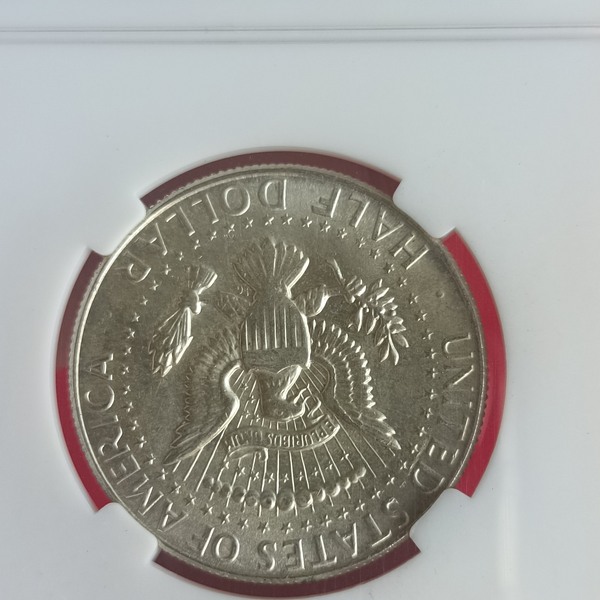 UNITED STATES OF AMERICA
HALF DOLLAR
E PLURIBUS UNUM